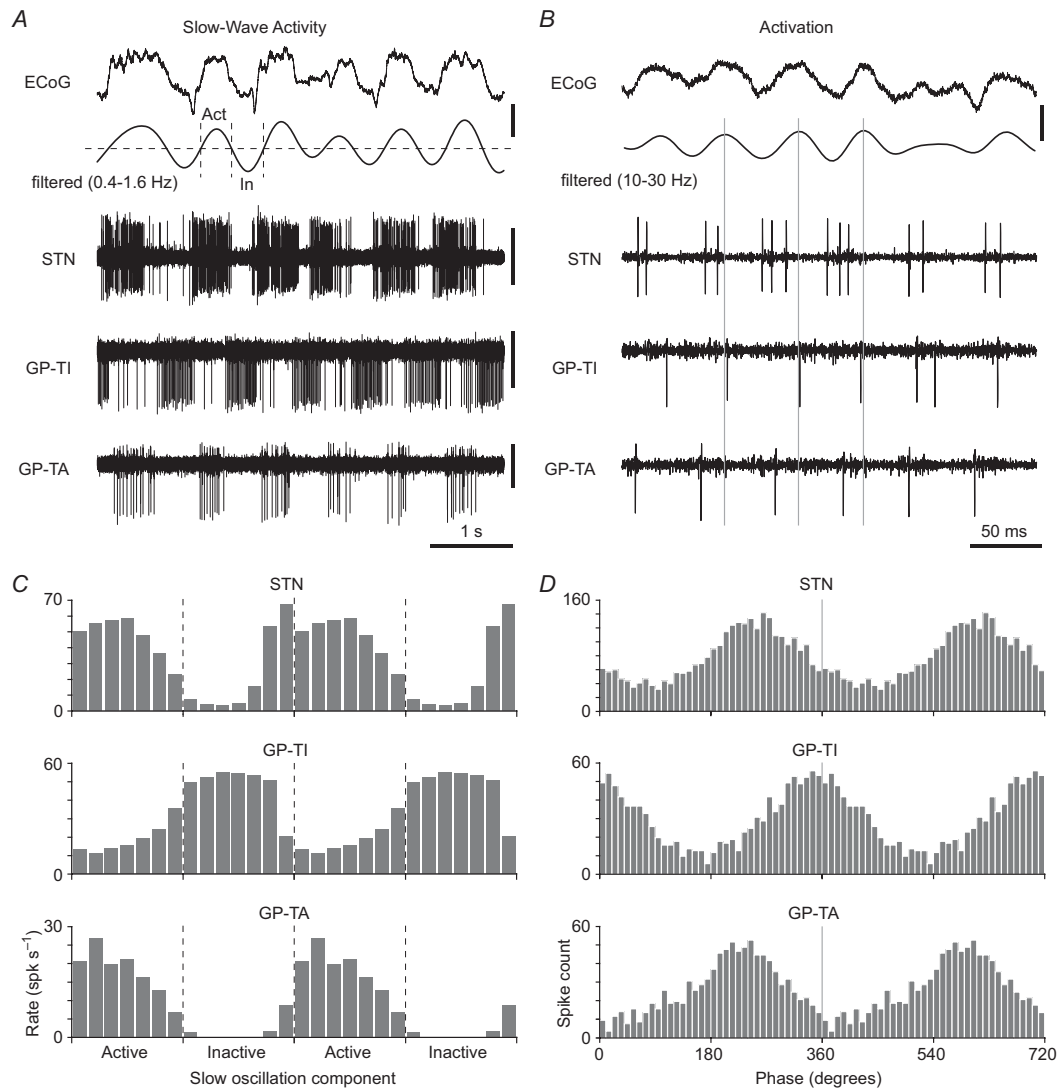 A
Slow-Wave Activity
ECoG
Act
filtered (0.4-1.6 Hz)
In
STN
GP-TI
GP-TA
1 s
B
Activation
ECoG
filtered (10-30 Hz)
STN
GP-TI
GP-TA
50 ms
C
STN
70
0
GP-TI
60
0
GP-TA
30
0
Rate (spk s⁻¹)
Active Inactive Active Inactive
Slow oscillation component
D
STN
160
0
GP-TI
60
0
GP-TA
60
0
Spike count
0 180 360 540 720
Phase (degrees)